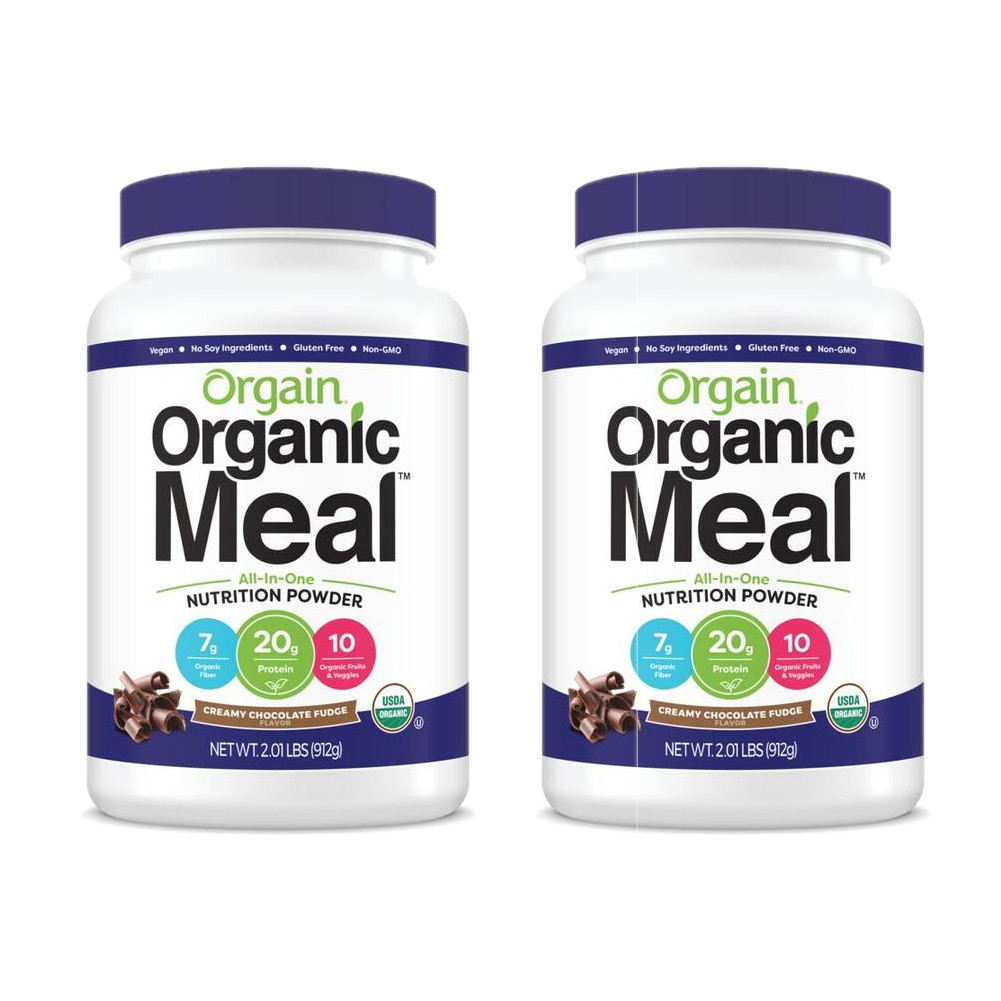 Vegan • No Soy Ingredients • Gluten Free • Non-GMO
Orgain®
Organic
Meal™
All-In-One
NUTRITION POWDER
7g
Organic
Fiber
20g
Protein
10
Organic Fruits
& Veggies
CREAMY CHOCOLATE FUDGE
FLAVOR
USDA
ORGANIC
U
NET WT. 2.01 LBS (912g)
Vegan • No Soy Ingredients • Gluten Free • Non-GMO
Orgain®
Organic
Meal™
All-In-One
NUTRITION POWDER
7g
Organic
Fiber
20g
Protein
10
Organic Fruits
& Veggies
CREAMY CHOCOLATE FUDGE
FLAVOR
USDA
ORGANIC
U
NET WT. 2.01 LBS (912g)